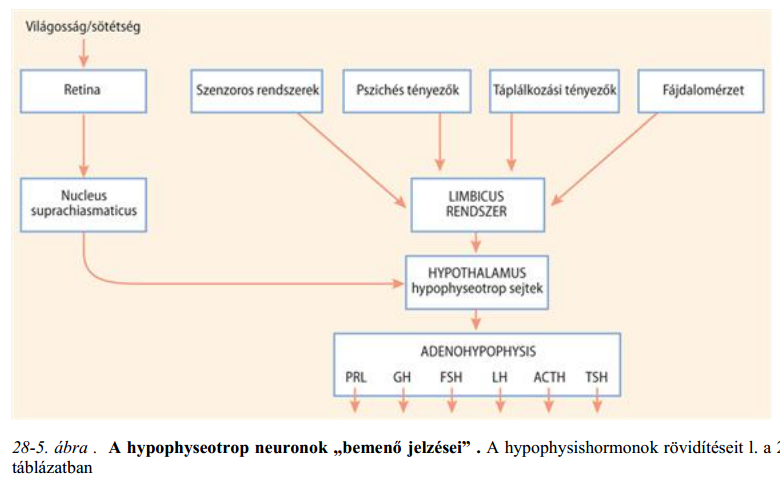 Világosság/sötétség
Retina
Szenzoros rendszerek
Pszichés tényezők
Táplálkozási tényezők
Fájdalomérzet
Nucleus
suprachiasmaticus
LIMBICUS
RENDSZER
HYPOTHALAMUS
hypophyseotrop sejtek
ADENOHYPOPHYSIS
PRL GH FSH LH ACTH TSH
28-5. ábra . A hypophyseotrop neuronok „bemenő jelzései” . A hypophysishormonok rövidítéseit l. a
táblázatban